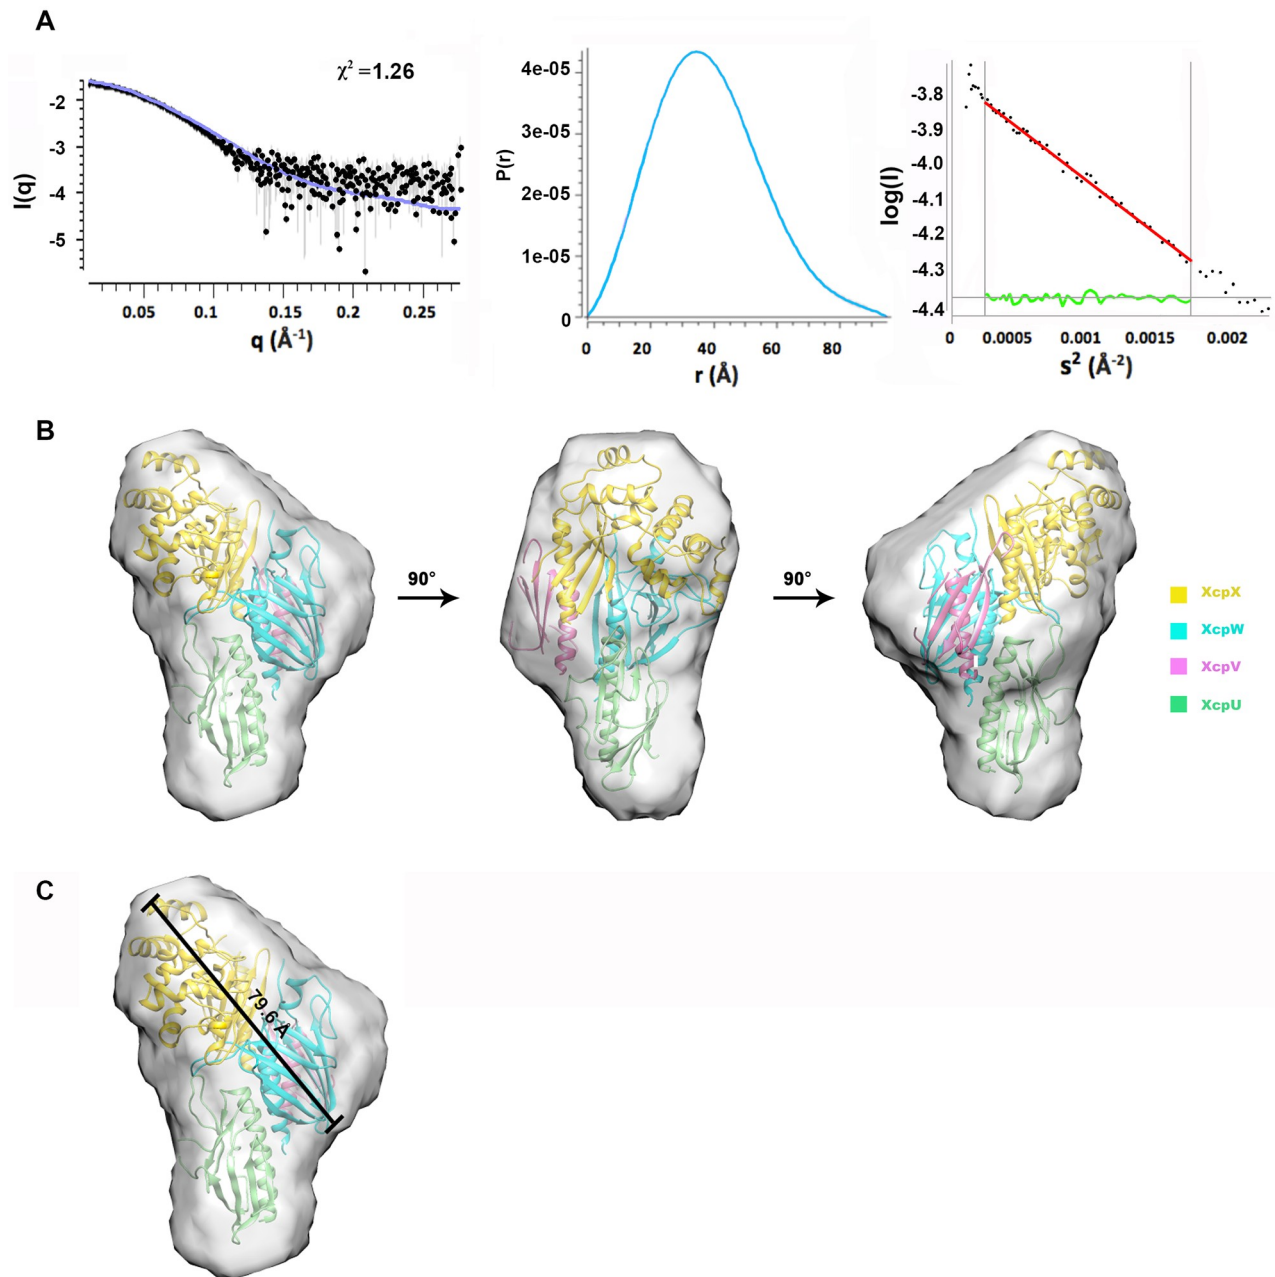 A
χ² =1.26
I(q)
-2
-3
-4
-5
0.05
0.1
0.15
0.2
0.25
q (Å⁻¹)
P(r)
4e-05
3e-05
2e-05
1e-05
0
0
20
40
60
80
r (Å)
log(I)
-3.8
-3.9
-4.0
-4.1
-4.2
-4.3
-4.4
0
0.0005
0.001
0.0015
0.002
s² (Å⁻²)
B
90°
90°
XcpX
XcpW
XcpV
XcpU
C
79.6 Å